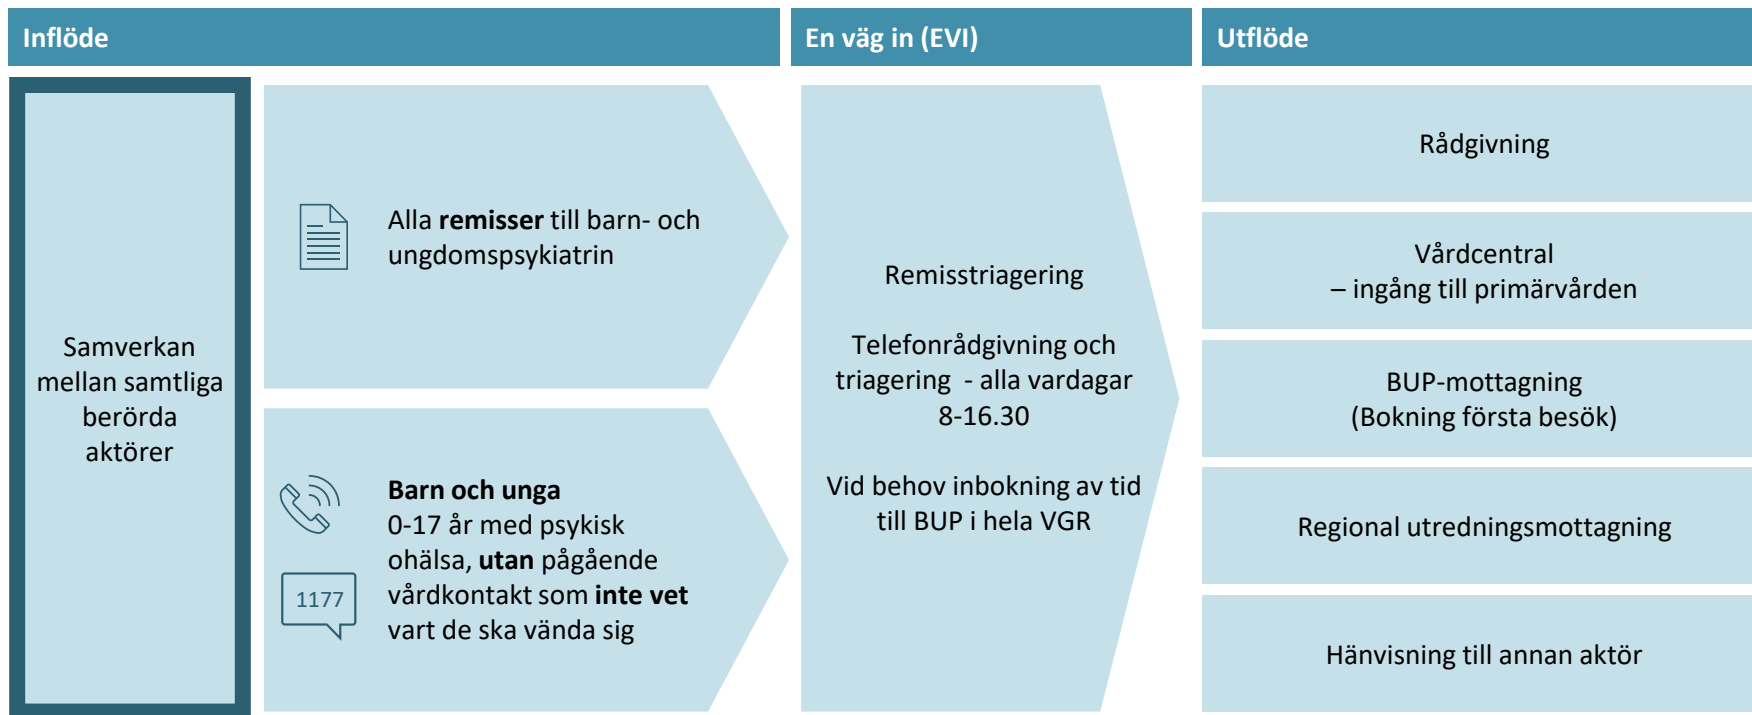 Inflöde
En väg in (EVI)
Utflöde
Samverkan
mellan samtliga
berörda
aktörer
Alla remisser till barn- och
ungdomspsykiatrin
Barn och unga
0-17 år med psykisk
ohälsa, utan pågående
vårdkontakt som inte vet
vart de ska vända sig
1177
Remisstriagering
Telefonrådgivning och
triagering - alla vardagar
8-16.30
Vid behov inbokning av tid
till BUP i hela VGR
Rådgivning
Vårdcentral
– ingång till primärvården
BUP-mottagning
(Bokning första besök)
Regional utredningsmottagning
Hänvisning till annan aktör